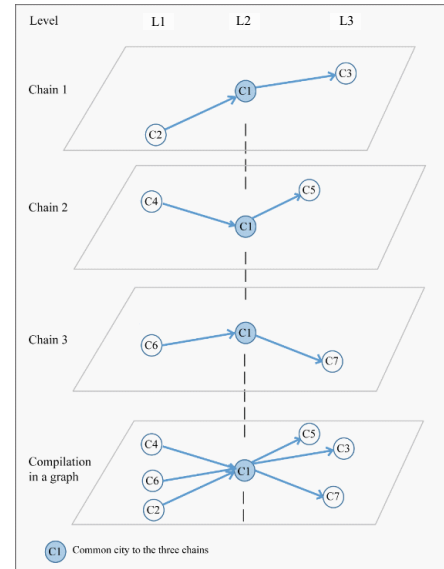 Level L1 L2 L3
C3
Chain 1 C1
C2
C4 C5
Chain 2
C1
C1
Chain 3 C6
C7
C5
C4 C3
Compilation
in a graph
C6 C1
C7
C2
C1 Common city to the three chains